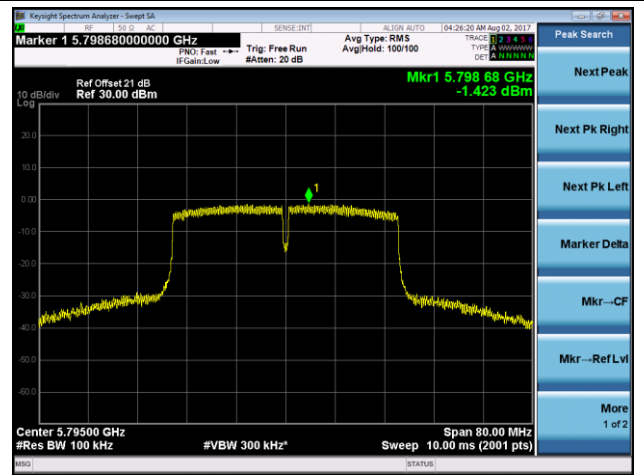 Keysight Spectrum Analyzer - Swept SA
RF 50 Ω AC SENSE:INT ALIGN AUTO 04:26:20 AM Aug 02, 2017
Marker 1 5.798680000000 GHz
PNO: Fast
IFGain:Low
Trig: Free Run
#Atten: 20 dB
Avg Type: RMS
Avg|Hold: 100/100
TRACE 1 2 3 4 5 6
TYPE A WWWWW
DET A N N N N N
Peak Search
Ref Offset 21 dB
Ref 30.00 dBm
10 dB/div
Log
Mkr1 5.798 68 GHz
-1.423 dBm
20.0
10.0
0.00
-10.0
-20.0
-30.0
-40.0
-50.0
-60.0
1
Center 5.79500 GHz
#Res BW 100 kHz
#VBW 300 kHz*
Span 80.00 MHz
Sweep 10.00 ms (2001 pts)
MSG
STATUS
Next Peak
Next Pk Right
Next Pk Left
Marker Delta
Mkr→CF
Mkr→Ref Lvl
More
1 of 2